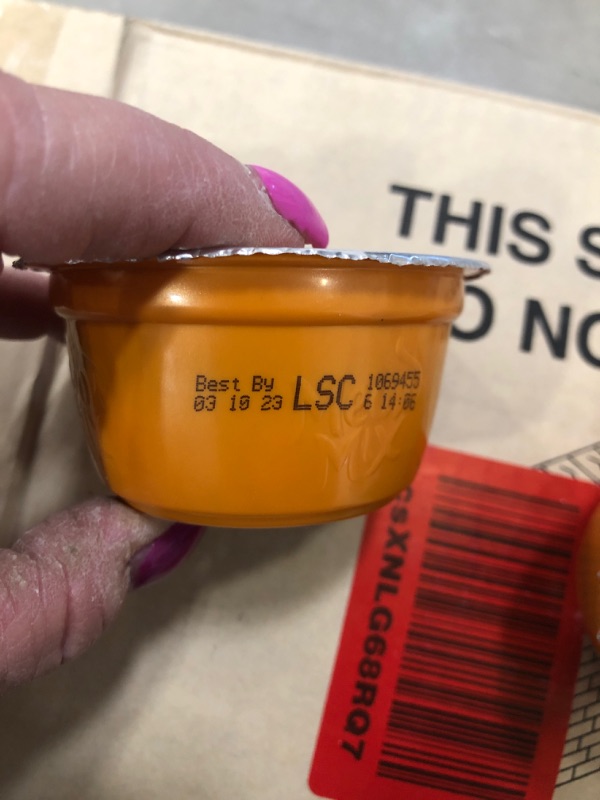 THIS S
O NO
Best By LSC 1069455
03 10 23 6 14:06
CsXNLG68RQ7